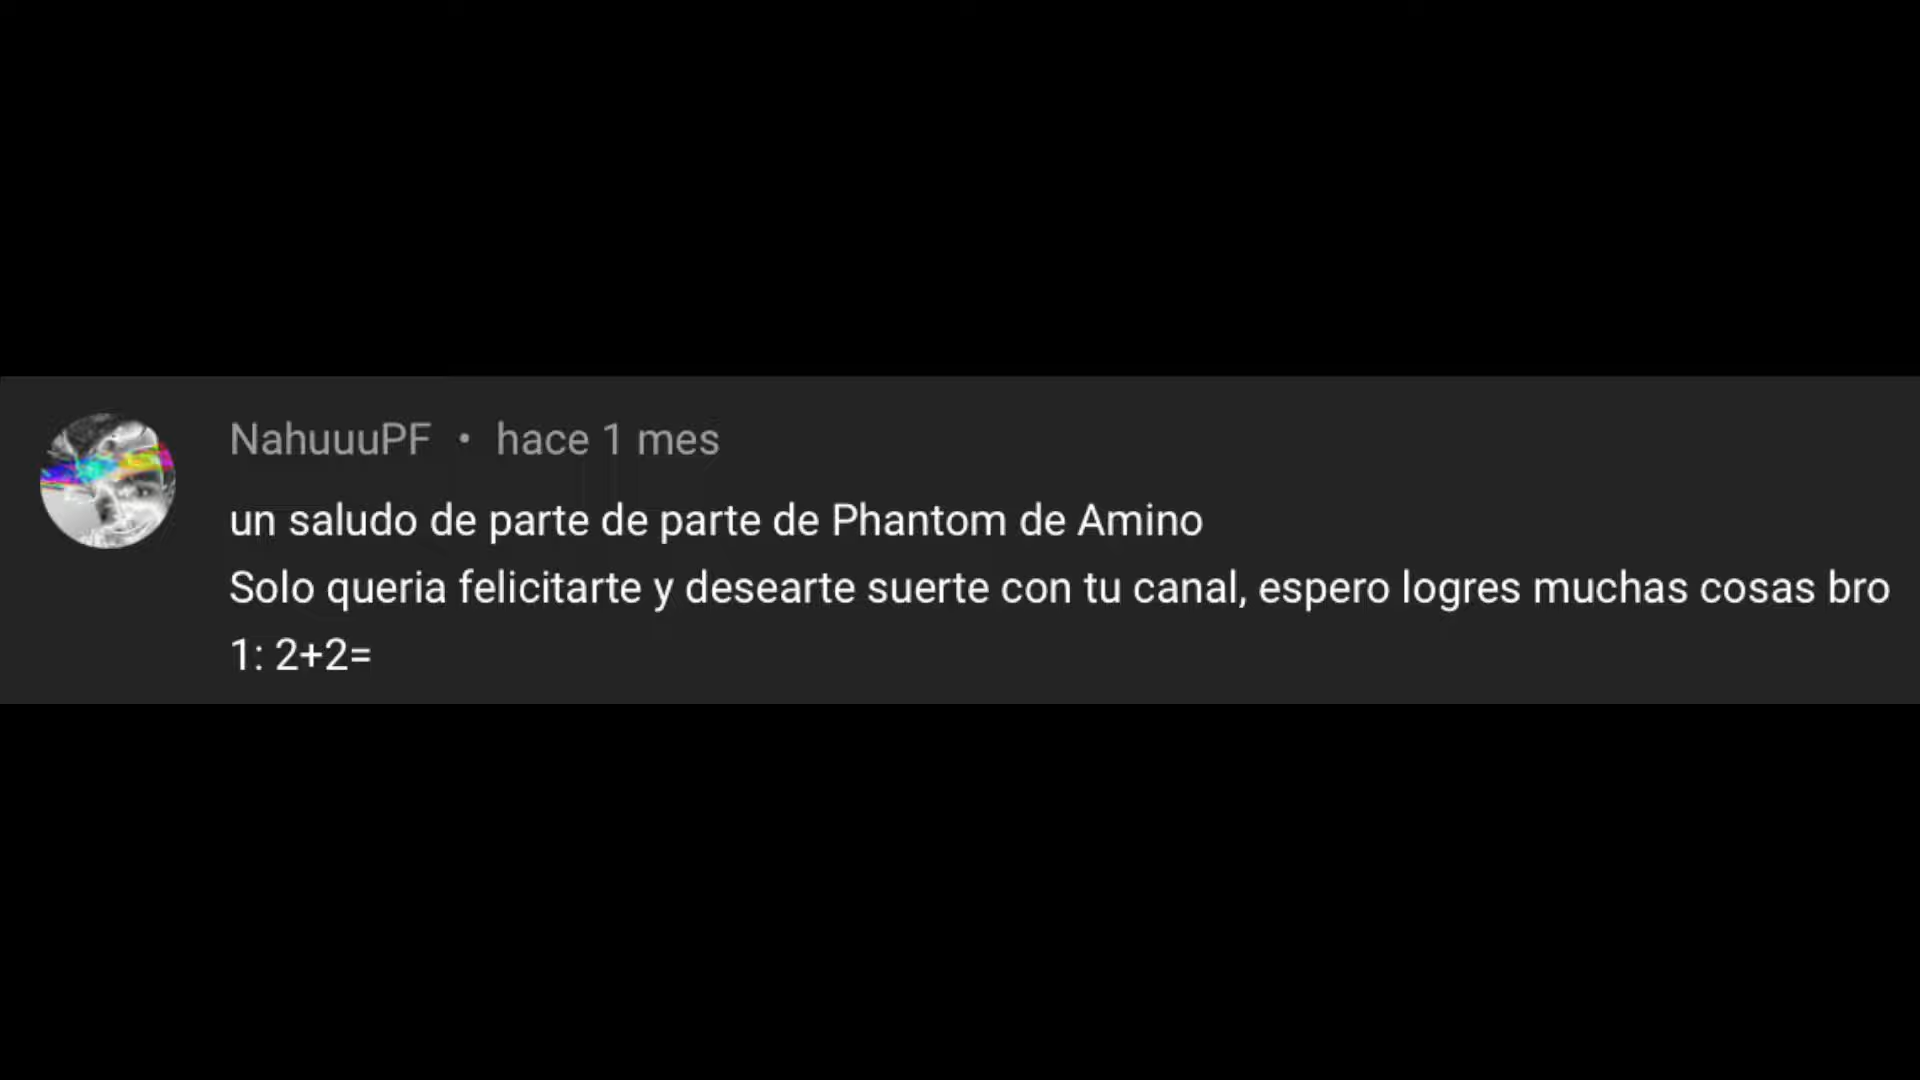 NahuuuPF • hace 1 mes
un saludo de parte de parte de Phantom de Amino
Solo queria felicitarte y desearte suerte con tu canal, espero logres muchas cosas bro
1: 2+2=